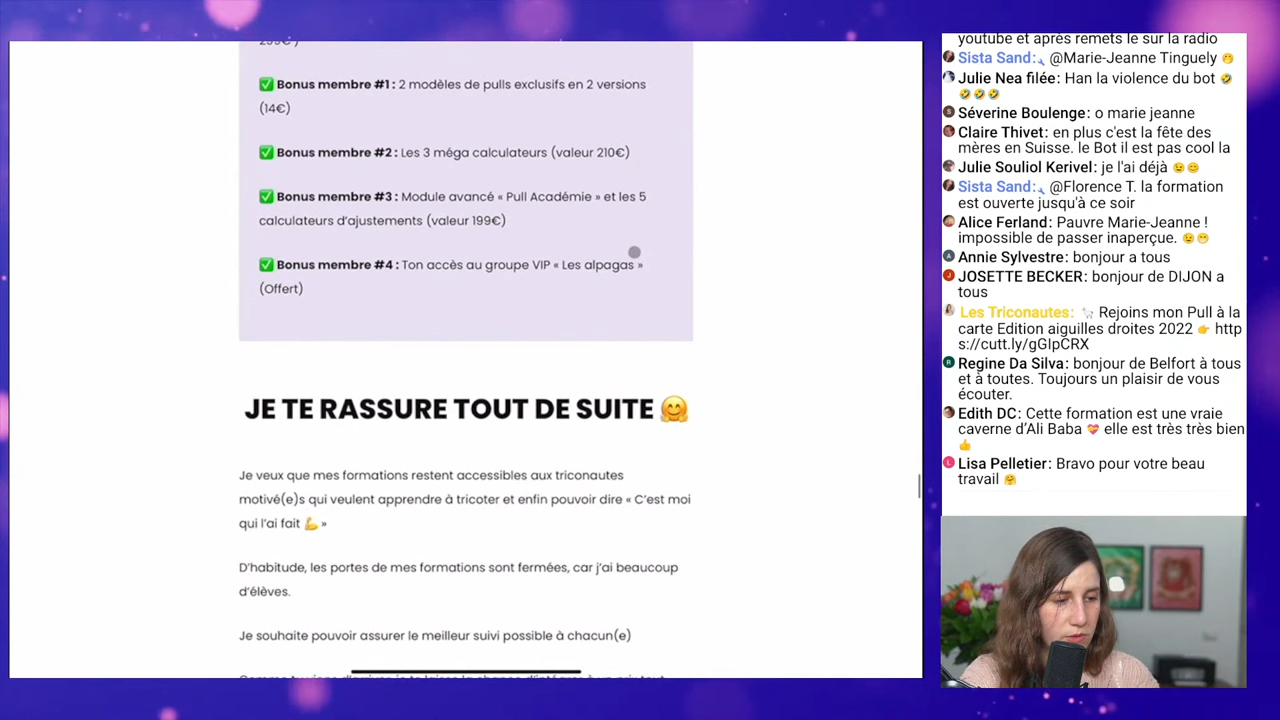 ✅ Bonus membre #1 : 2 modèles de pulls exclusifs en 2 versions
(14€)
✅ Bonus membre #2 : Les 3 méga calculateurs (valeur 210€)
✅ Bonus membre #3 : Module avancé « Pull Académie » et les 5
calculateurs d'ajustements (valeur 199€)
✅ Bonus membre #4 : Ton accès au groupe VIP « Les alpagas »
(Offert)
JE TE RASSURE TOUT DE SUITE 🤗
Je veux que mes formations restent accessibles aux triconautes
motivé(e)s qui veulent apprendre à tricoter et enfin pouvoir dire « C'est moi
qui l'ai fait 💪 »
D'habitude, les portes de mes formations sont fermées, car j'ai beaucoup
d'élèves.
Je souhaite pouvoir assurer le meilleur suivi possible à chacun(e)
youtube et après remets le sur la radio
Sista Sand: @Marie-Jeanne Tinguely 🤭
Julie Nea filée: Han la violence du bot 🤣
🤣🤣🤣
Séverine Boulenge: o marie jeanne
Claire Thivet: en plus c'est la fête des
mères en Suisse. le Bot il est pas cool la
Julie Souliol Kerivel: je l'ai déjà 😉😊
Sista Sand: @Florence T. la formation
est ouverte jusqu'à ce soir
Alice Ferland: Pauvre Marie-Jeanne !
impossible de passer inaperçue. 😉😁
Annie Sylvestre: bonjour a tous
JOSETTE BECKER: bonjour de DIJON a
tous
Les Triconautes: 🦙 Rejoins mon Pull à la
carte Edition aiguilles droites 2022 👉 http
s://cutt.ly/gGIpCRX
Regine Da Silva: bonjour de Belfort à tous
et à toutes. Toujours un plaisir de vous
écouter.
Edith DC: Cette formation est une vraie
caverne d'Ali Baba 💝 elle est très très bien
👍
Lisa Pelletier: Bravo pour votre beau
travail 🤗